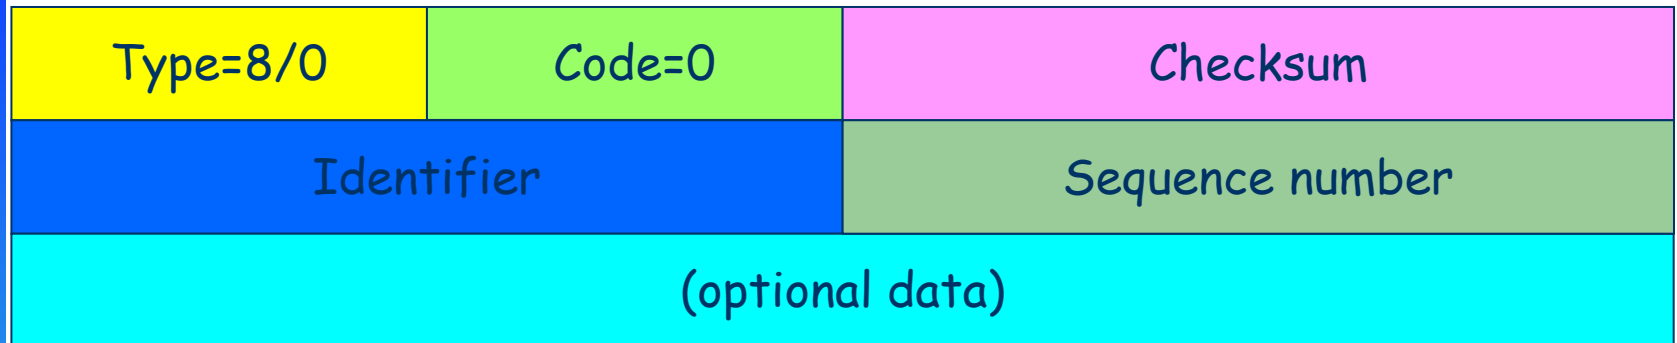 Type=8/0 Code=0 Checksum
Identifier Sequence number
(optional data)